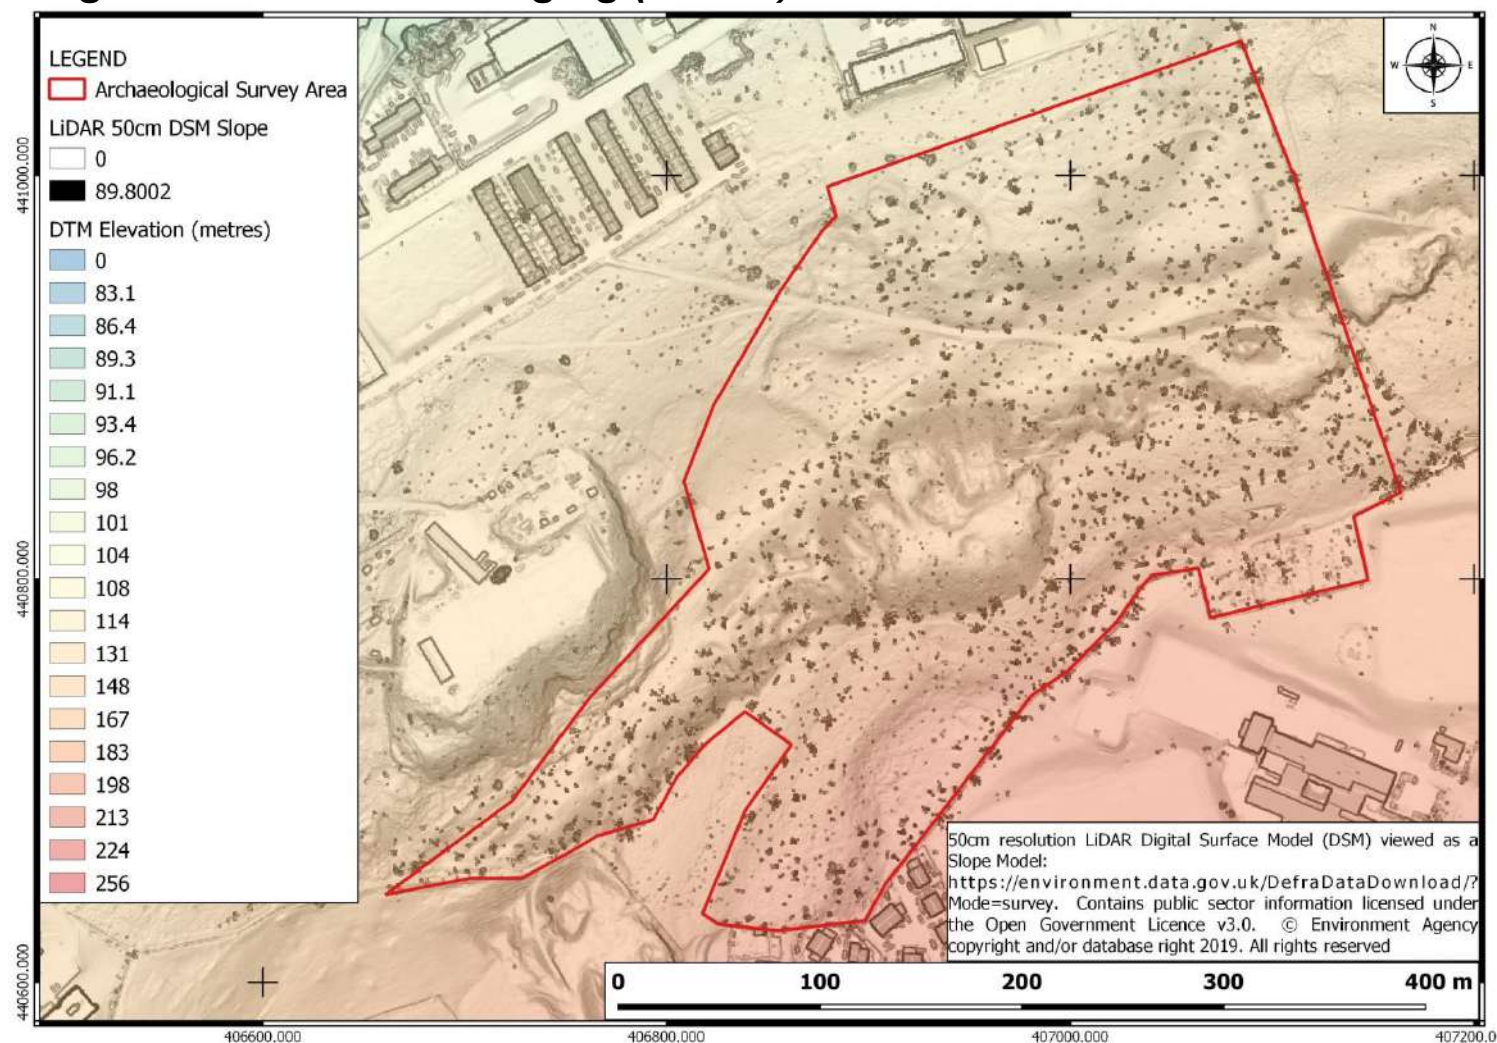 LEGEND
Archaeological Survey Area
LiDAR 50cm DSM Slope
0
89.8002
DTM Elevation (metres)
0
83.1
86.4
89.3
91.1
93.4
96.2
98
101
104
108
114
131
148
167
183
198
213
224
256
N
W E
S
441000.000
440800.000
440600.000
50cm resolution LiDAR Digital Surface Model (DSM) viewed as a
Slope Model:
https://environment.data.gov.uk/DefraDataDownload/?
Mode=survey. Contains public sector information licensed under
the Open Government Licence v3.0. © Environment Agency
copyright and/or database right 2019. All rights reserved
0 100 200 300 400 m
406600.000 406800.000 407000.000 407200.0